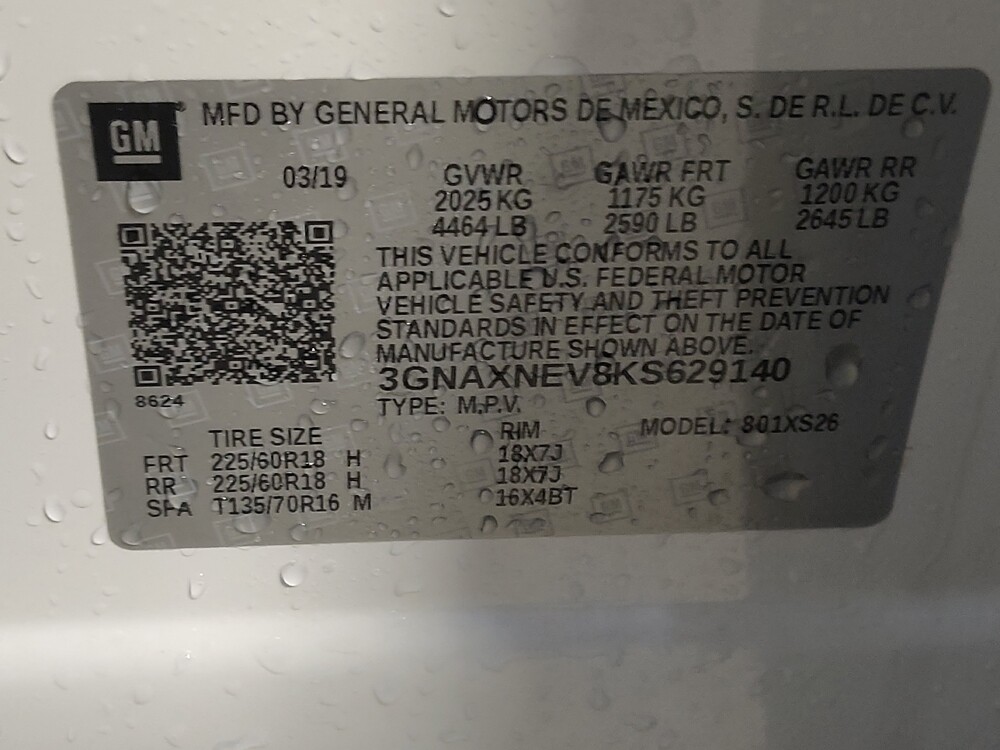 GM MFD BY GENERAL MOTORS DE MEXICO, S. DE R.L. DE C.V.
03/19 GVWR GAWR FRT GAWR RR
2025 KG 1175 KG 1200 KG
4464 LB 2590 LB 2645 LB
THIS VEHICLE CONFORMS TO ALL
APPLICABLE U.S. FEDERAL MOTOR
VEHICLE SAFETY AND THEFT PREVENTION
STANDARDS IN EFFECT ON THE DATE OF
MANUFACTURE SHOWN ABOVE.
3GNAXNEV8KS629140
8624
TYPE: M.P.V. MODEL: 801XS26
TIRE SIZE RIM
FRT 225/60R18 H 18X7J
RR 225/60R18 H 18X7J
SPA T135/70R16 M 16X4BT